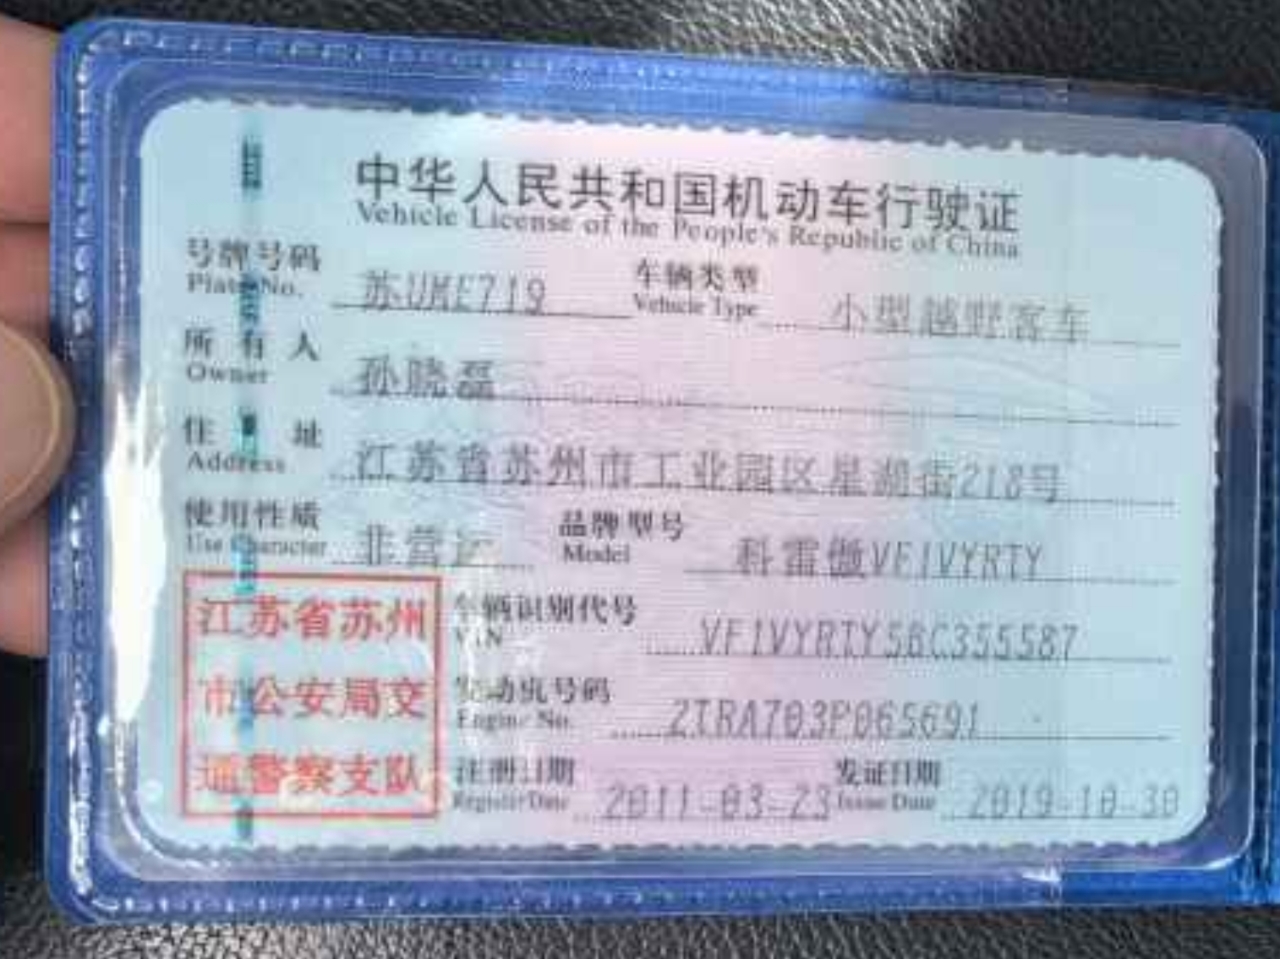 中华人民共和国机动车行驶证
Vehicle License of the People's Republic of China
号牌号码 苏UME719 车辆类型 小型越野客车
Plate No. Vehicle Type
所有人 孙晓磊
Owner
住址 江苏省苏州市工业园区星湖街218号
Address
使用性质 非营运 品牌型号 科雷傲VF1VYRTY
Use Character Model
江苏省苏州
市公安局交
通警察支队
车辆识别代号 VF1VYRTY5BC355587
VIN
发动机号码 2TRA703P065691
Engine No.
注册日期 2011-03-23 发证日期 2019-10-30
Register Date Issue Date